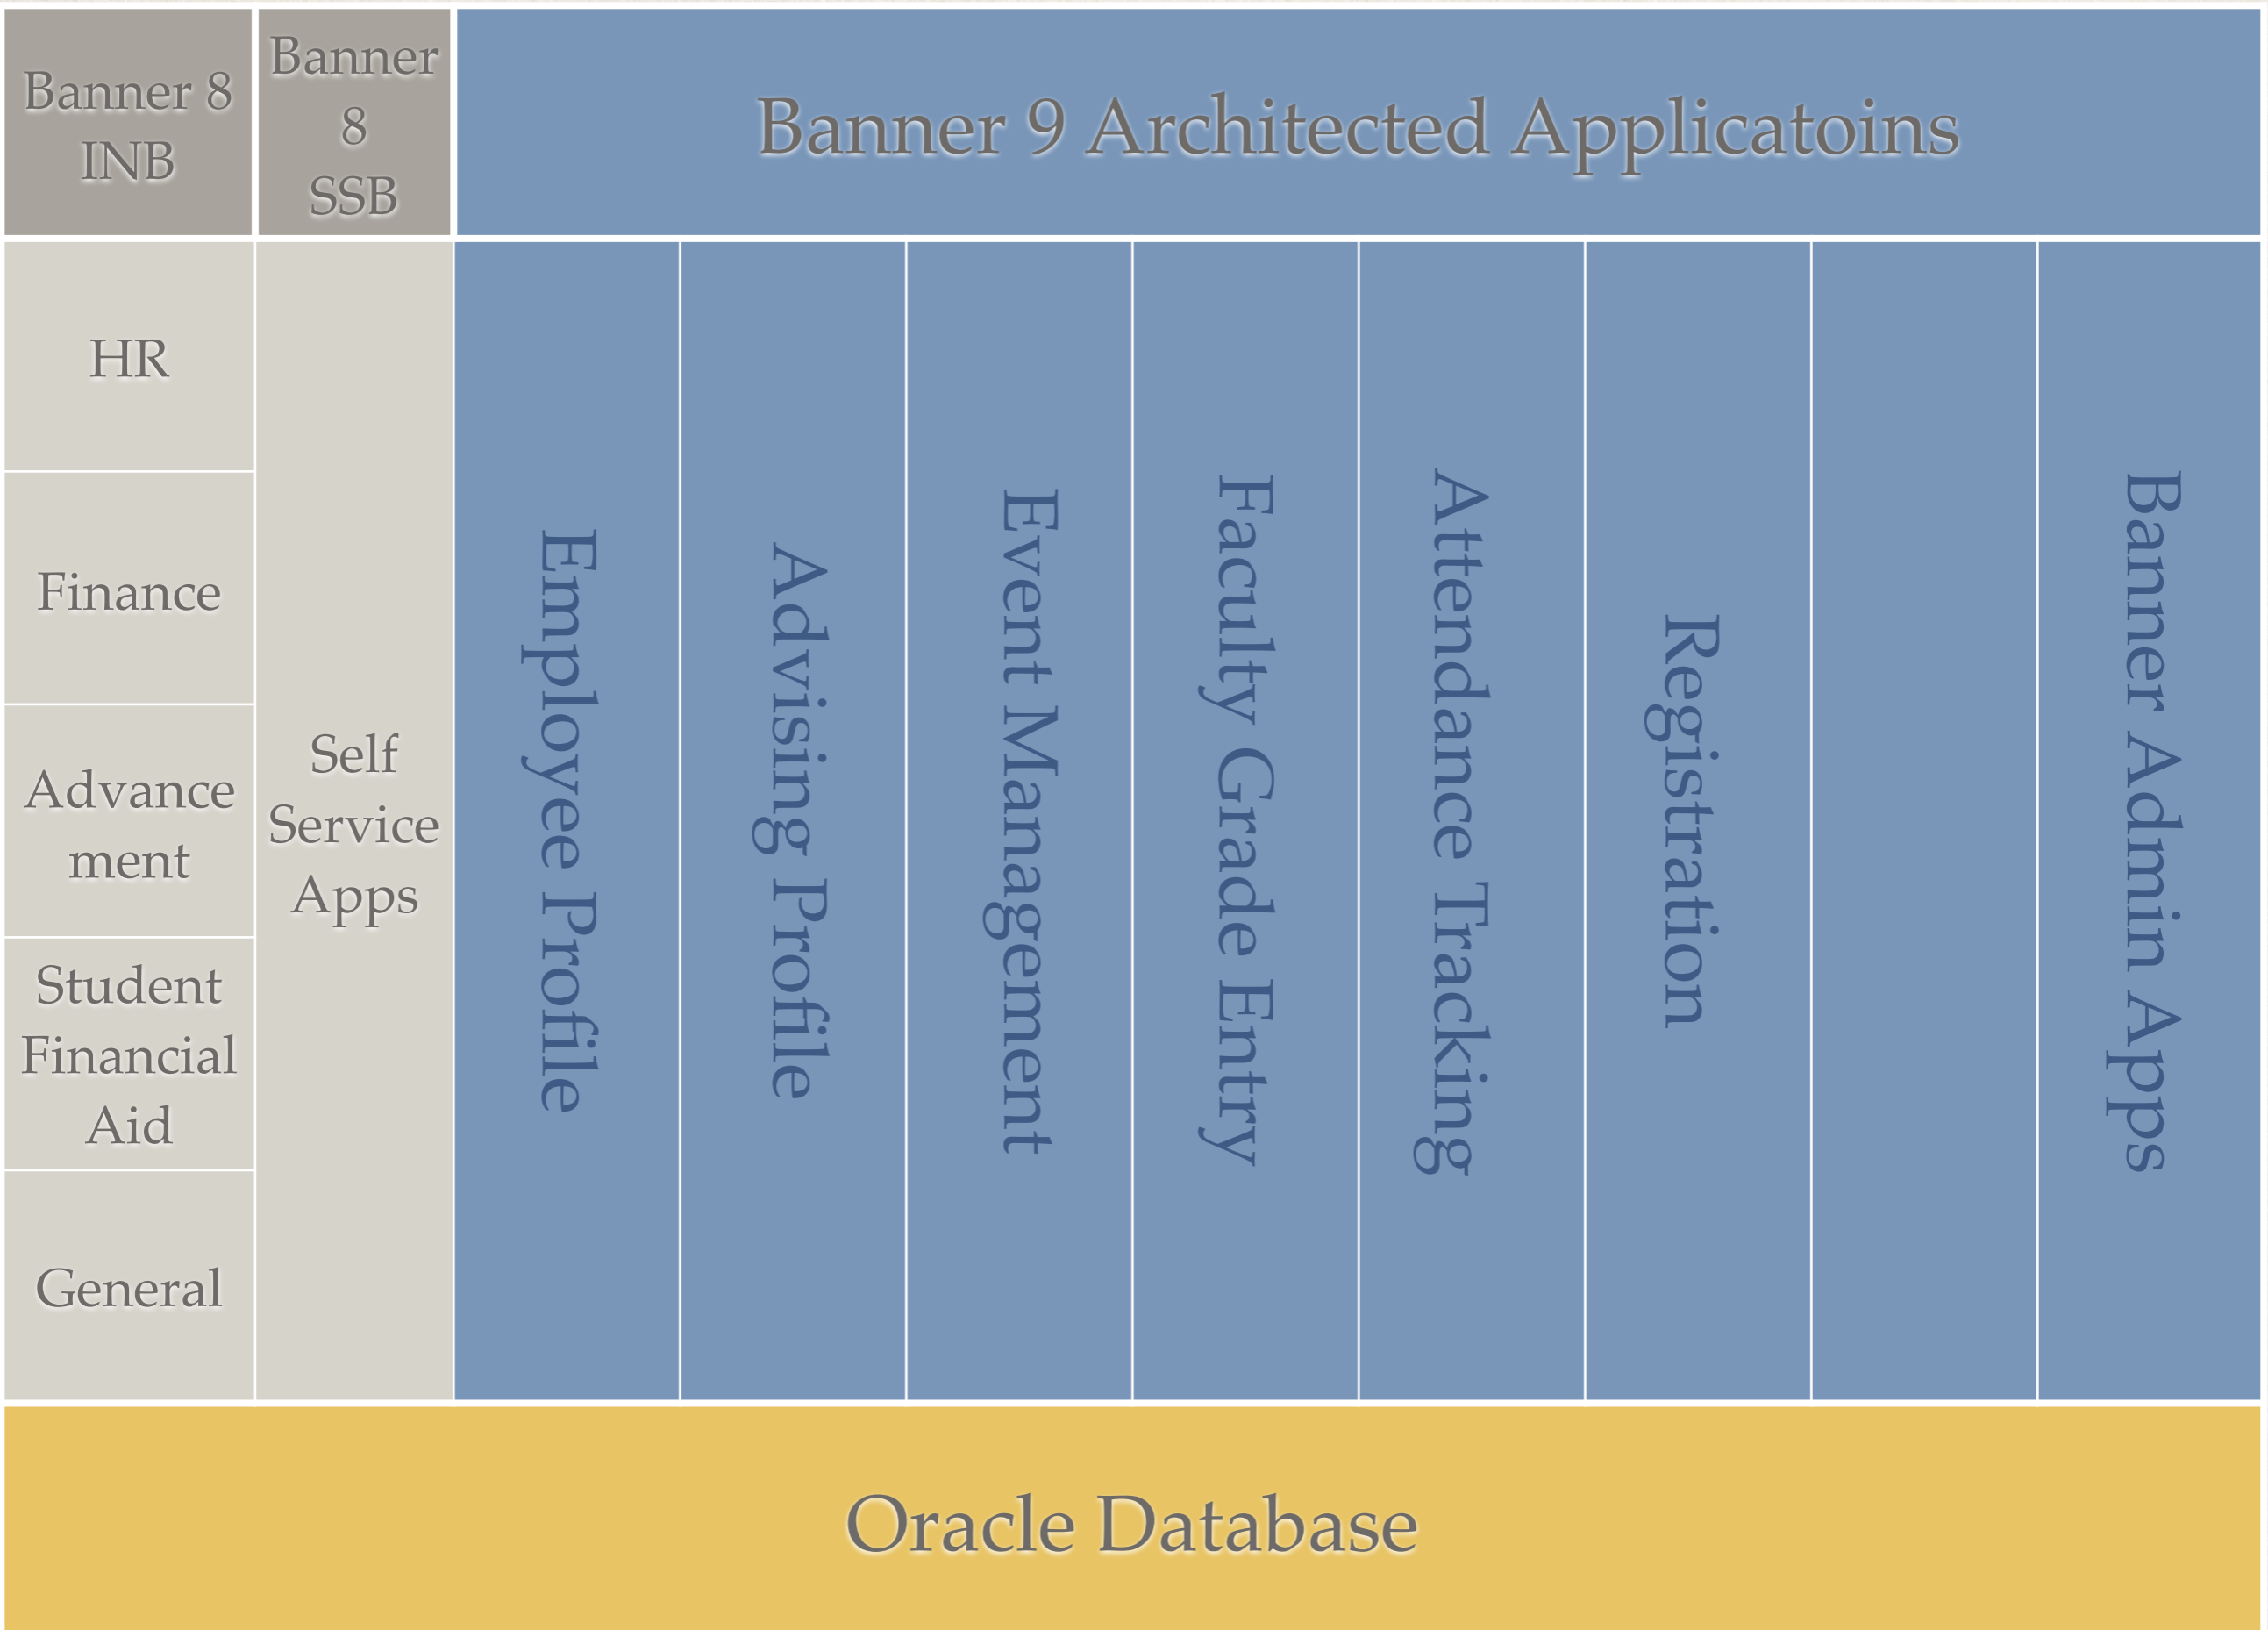 Banner 8
INB
Banner
8
SSB
Banner 9 Architected Applicatoins
HR
Finance
Advance
ment
Student
Financial
Aid
General
Self
Service
Apps
Employee Profile
Advising Profile
Event Management
Faculty Grade Entry
Attendance Tracking
Registration
Banner Admin Apps
Oracle Database